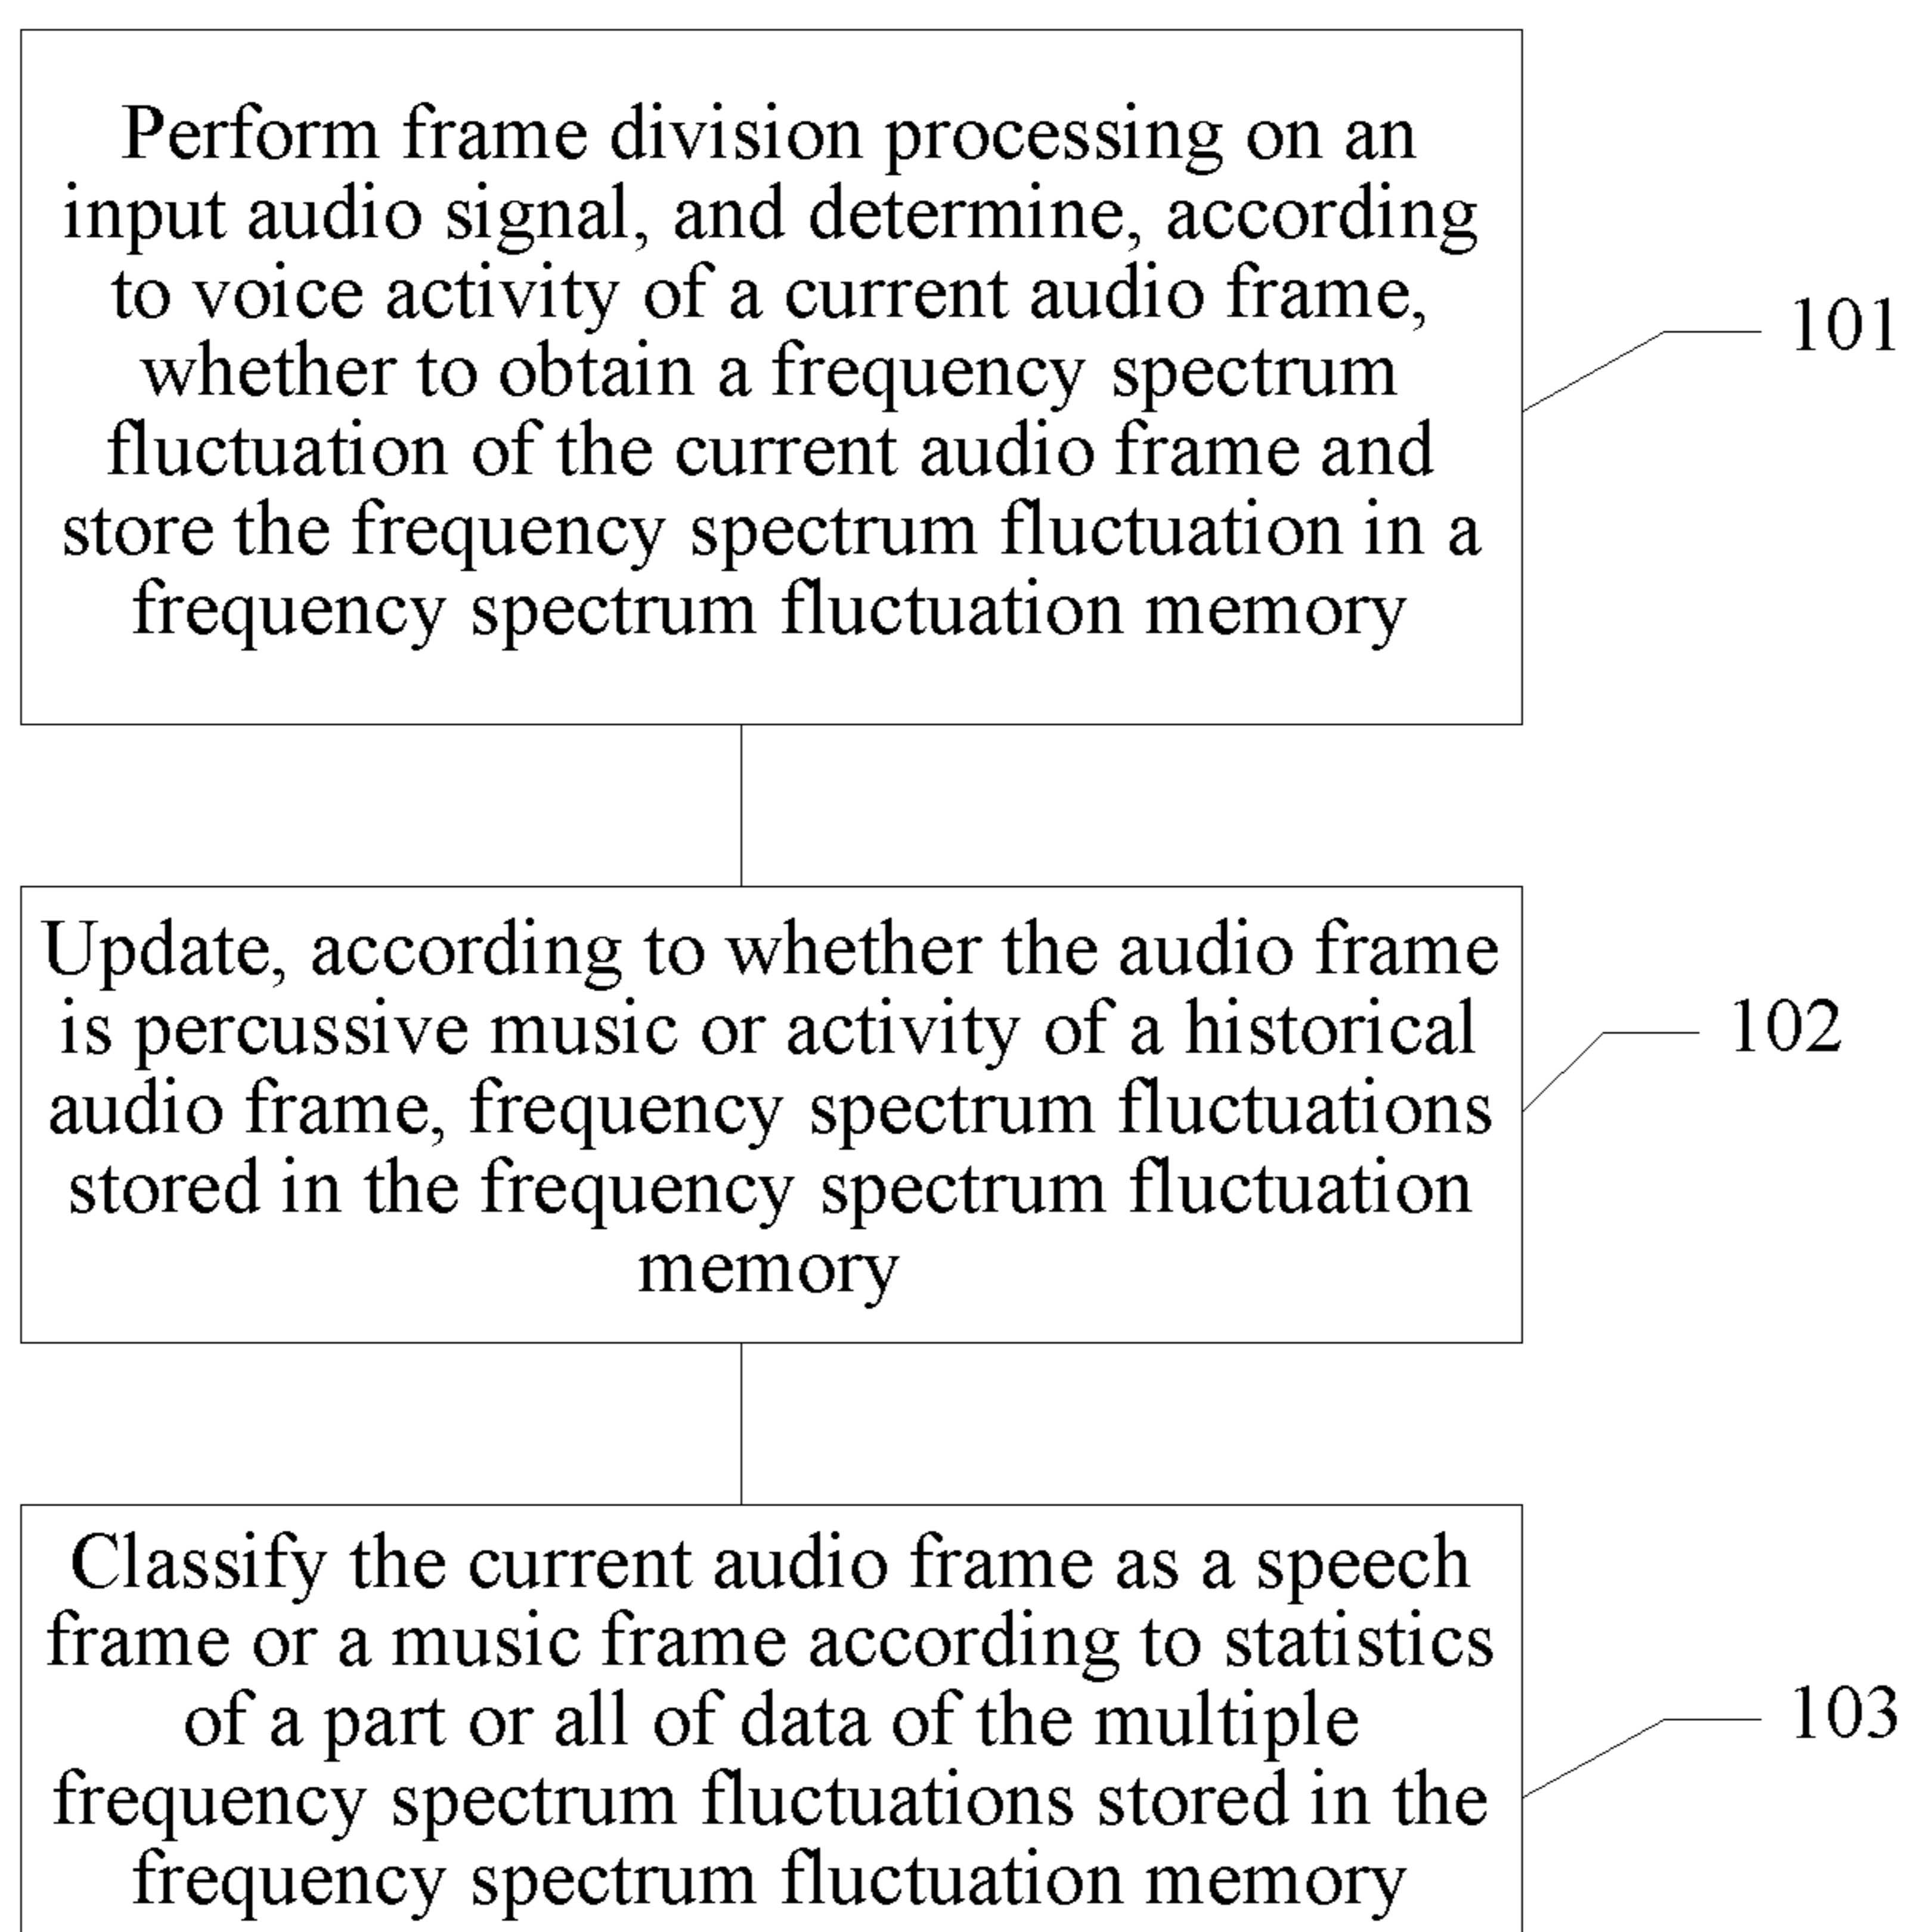 Perform frame division processing on an
input audio signal, and determine, according
to voice activity of a current audio frame,
whether to obtain a frequency spectrum
fluctuation of the current audio frame and
store the frequency spectrum fluctuation in a
frequency spectrum fluctuation memory
101
Update, according to whether the audio frame
is percussive music or activity of a historical
audio frame, frequency spectrum fluctuations
stored in the frequency spectrum fluctuation
memory
102
Classify the current audio frame as a speech
frame or a music frame according to statistics
of a part or all of data of the multiple
frequency spectrum fluctuations stored in the
frequency spectrum fluctuation memory
103